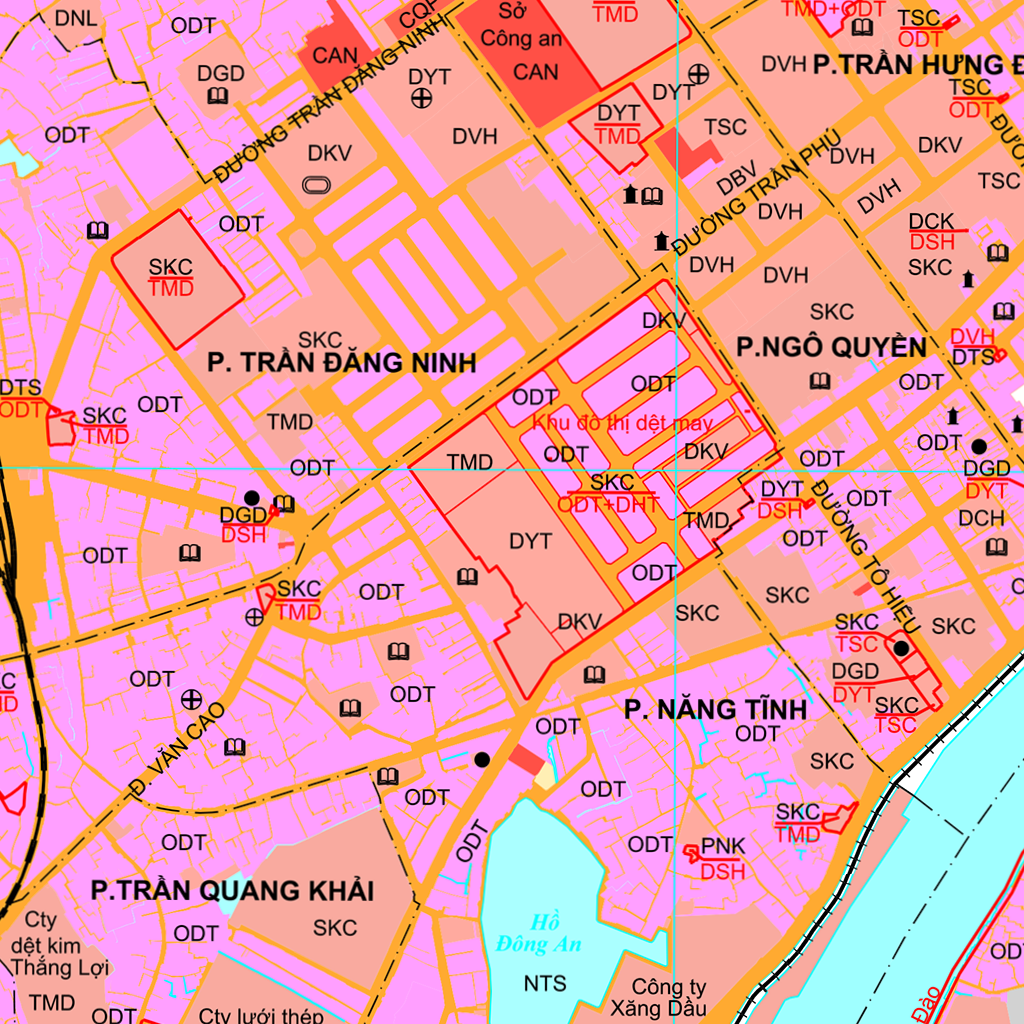 DNL
ODT
CQP
Sở
Công an
CAN
TMD
TMD+ODT
TSC
ODT
CAN
DGD
DYT
DYT
DVH
P.TRẦN HƯNG Đ
TSC
ODT
ĐƯỜNG TRẦN ĐĂNG NINH
ODT
DKV
DVH
DYT
TMD
TSC
DBV
ĐƯỜNG TRẦN PHÚ
DVH
DKV
TSC
DVH
DVH
ODT
DCK
DSH
SKC
DVH
DVH
SKC
TMD
SKC
P. TRẦN ĐĂNG NINH
DKV
SKC
P.NGÔ QUYỀN
DVH
DTS
DTS
ODT
SKC
TMD
ODT
TMD
ODT
ODT
ODT
Khu đô thị dệt may
ODT
DKV
ODT
ODT
TMD
ODT
SKC
ODT+DHT
DYT
DSH
ODT
DGD
DYT
DGD
DSH
TMD
DCH
DYT
ODT
ĐƯỜNG TÔ HIỆU
ODT
SKC
TMD
ODT
ODT
DKV
SKC
SKC
SKC
TSC
SKC
DGD
DYT
ODT
ODT
SKC
TSC
P. NĂNG TĨNH
Đ. VĂN CAO
ODT
ODT
SKC
ODT
ODT
SKC
TMD
ODT
ODT
ODT
PNK
DSH
P.TRẦN QUANG KHẢI
ODT
SKC
Cty
dệt kim
Thắng Lợi
TMD
Hồ
Đông An
NTS
Công ty
Xăng Dầu
ODT
Cty lưới thép
Đào